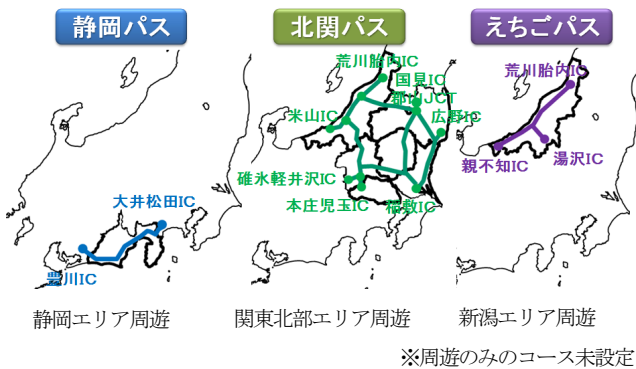 静岡パス
北関パス
えちごパス
荒川胎内IC
国見IC
郡山JCT
広野IC
米山IC
碓氷軽井沢IC
本庄児玉IC
稲敷IC
荒川胎内IC
親不知IC
湯沢IC
大井松田IC
豊川IC
静岡エリア周遊
関東北部エリア周遊
新潟エリア周遊
※周遊のみのコース未設定